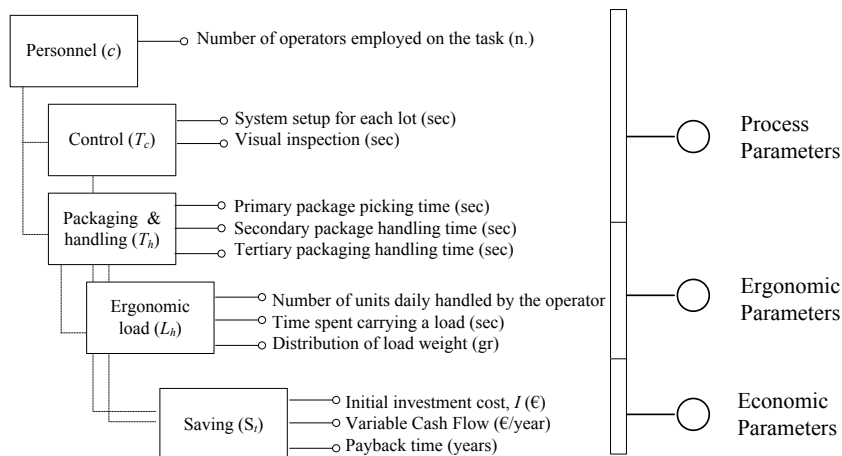 Personnel (c)
Number of operators employed on the task (n.)
Control (Tc)
System setup for each lot (sec)
Visual inspection (sec)
Packaging &
handling (Th)
Primary package picking time (sec)
Secondary package handling time (sec)
Tertiary packaging handling time (sec)
Ergonomic
load (Lh)
Number of units daily handled by the operator
Time spent carrying a load (sec)
Distribution of load weight (gr)
Saving (St)
Initial investment cost, I (€)
Variable Cash Flow (€/year)
Payback time (years)
Process
Parameters
Ergonomic
Parameters
Economic
Parameters